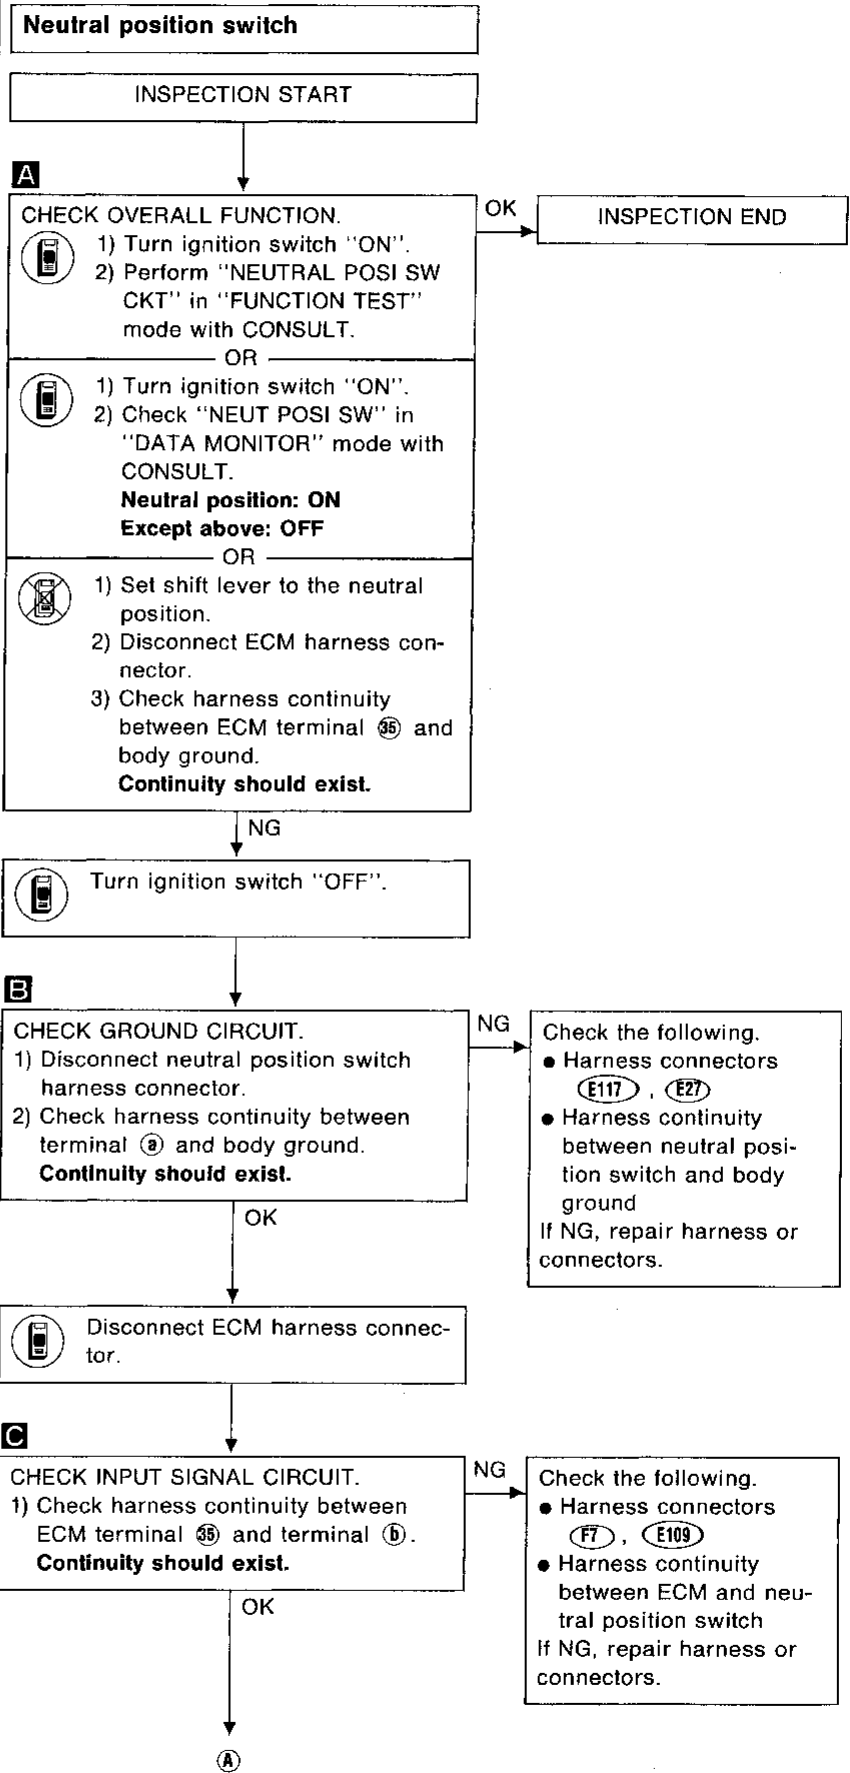 Neutral position switch
INSPECTION START
A
CHECK OVERALL FUNCTION.
1) Turn ignition switch "ON".
2) Perform "NEUTRAL POSI SW
CKT" in "FUNCTION TEST"
mode with CONSULT.
OR
1) Turn ignition switch "ON".
2) Check "NEUT POSI SW" in
"DATA MONITOR" mode with
CONSULT.
Neutral position: ON
Except above: OFF
OR
1) Set shift lever to the neutral
position.
2) Disconnect ECM harness con-
nector.
3) Check harness continuity
between ECM terminal 35 and
body ground.
Continuity should exist.
OK
INSPECTION END
NG
Turn ignition switch "OFF".
B
CHECK GROUND CIRCUIT.
1) Disconnect neutral position switch
harness connector.
2) Check harness continuity between
terminal a and body ground.
Continuity should exist.
NG
Check the following.
● Harness connectors
E117 , E27
● Harness continuity
between neutral posi-
tion switch and body
ground
If NG, repair harness or
connectors.
OK
Disconnect ECM harness connec-
tor.
C
CHECK INPUT SIGNAL CIRCUIT.
1) Check harness continuity between
ECM terminal 35 and terminal b.
Continuity should exist.
NG
Check the following.
● Harness connectors
F7 , E109
● Harness continuity
between ECM and neu-
tral position switch
If NG, repair harness or
connectors.
OK
A